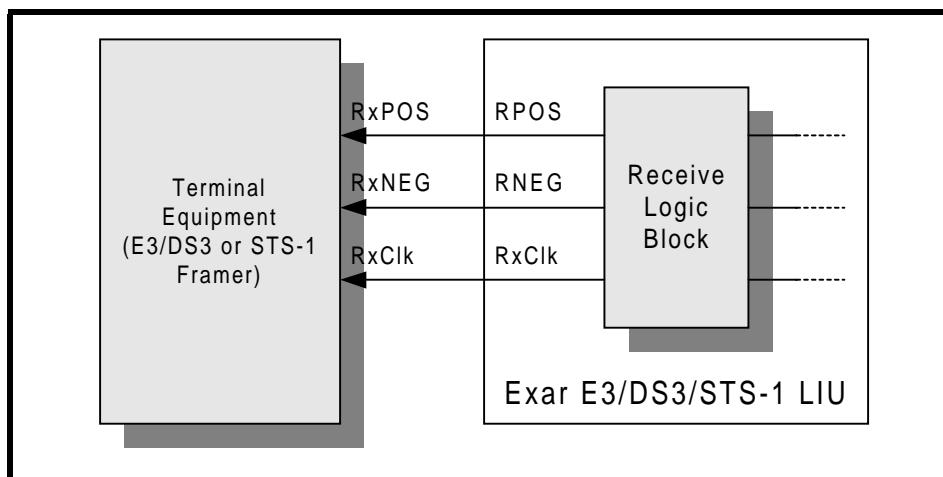 Terminal
Equipment
(E3/DS3 or STS-1
Framer)
RxPOS
RxNEG
RxClk
RPOS
RNEG
RxClk
Receive
Logic
Block
Exar E3/DS3/STS-1 LIU